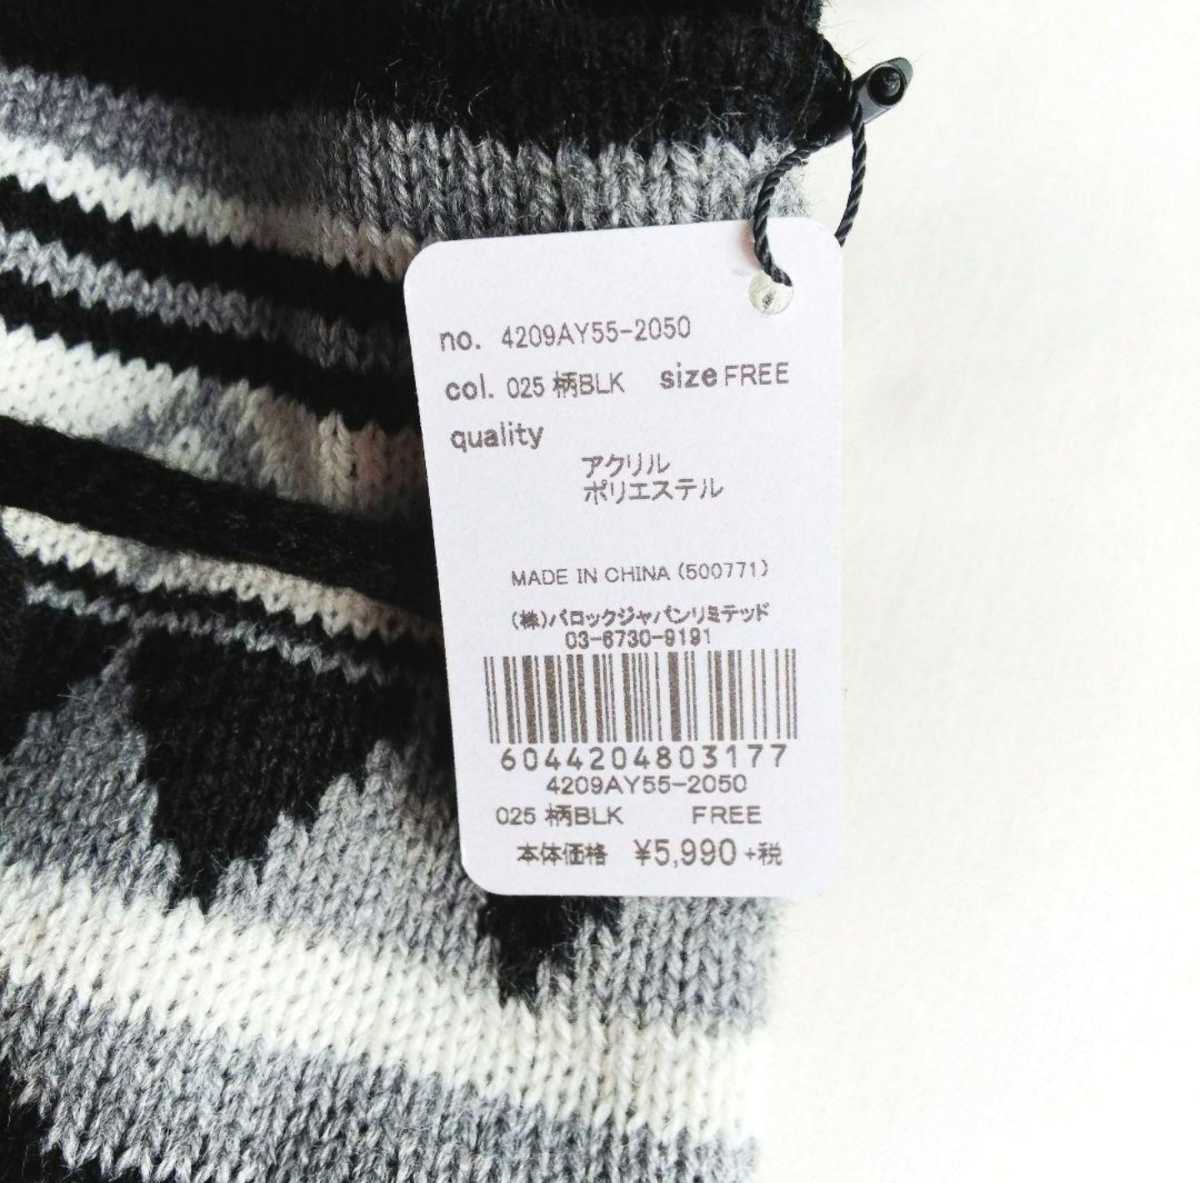 no. 4209AY55-2050
col. 025 柄BLK size FREE
quality
アクリル
ポリエステル
MADE IN CHINA (500771)
(株)バロックジャパンリミテッド
03-6730-9191
6044204803177
4209AY55-2050
025 柄BLK FREE
本体価格 ¥5,990 +税